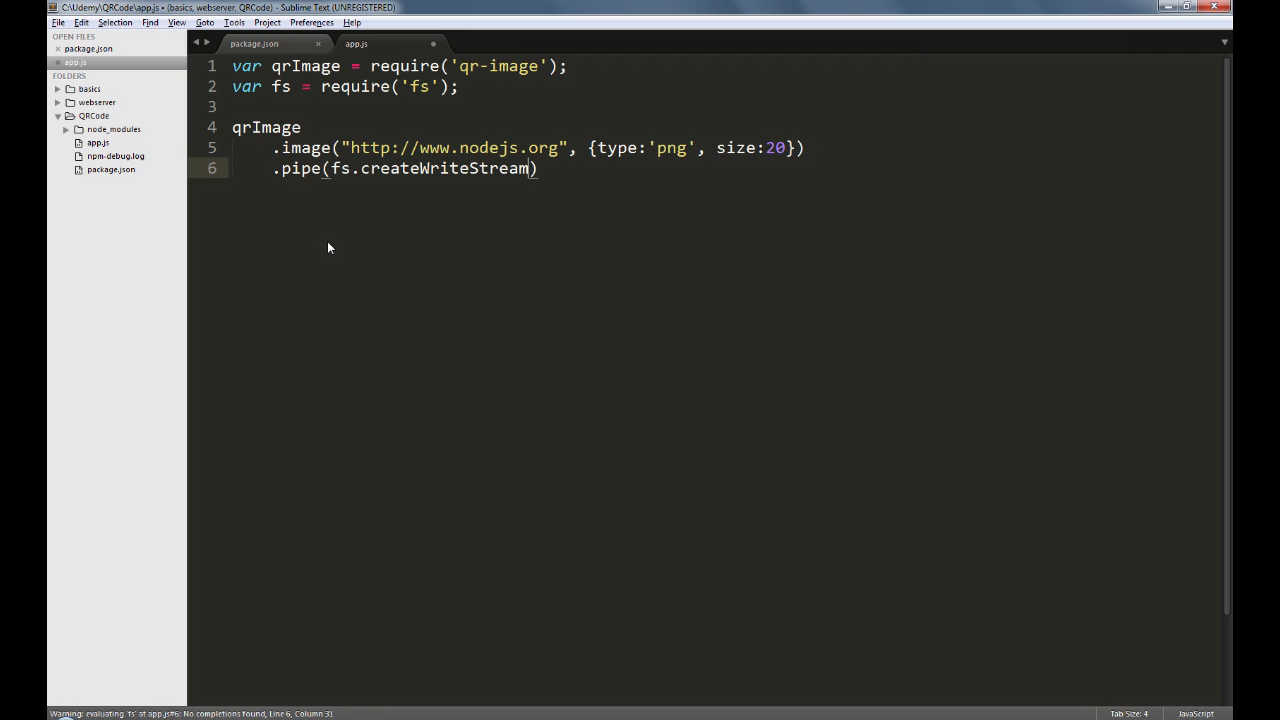 C:\Udemy\QRCode\app.js • (basics, webserver, QRCode) - Sublime Text (UNREGISTERED)
File Edit Selection Find View Goto Tools Project Preferences Help
OPEN FILES
package.json
app.js
FOLDERS
basics
webserver
QRCode
node_modules
app.js
npm-debug.log
package.json
package.json app.js
1 var qrImage = require('qr-image');
2 var fs = require('fs');
3
4 qrImage
5 .image("http://www.nodejs.org", {type:'png', size:20})
6 .pipe(fs.createWriteStream)
Warning: evaluating 'fs' at app.js#6: No completions found, Line 6, Column 31 Tab Size: 4 JavaScript